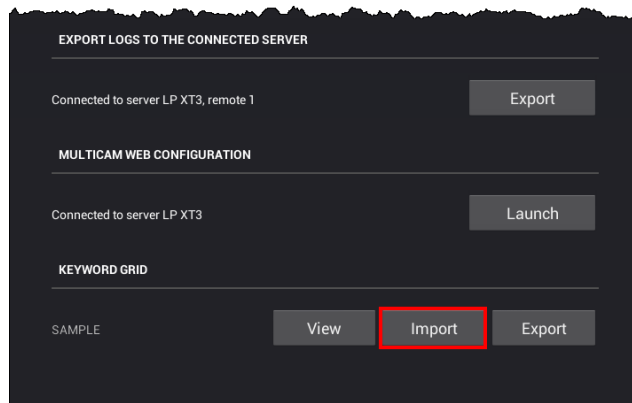 EXPORT LOGS TO THE CONNECTED SERVER
Connected to server LP XT3, remote 1 Export
MULTICAM WEB CONFIGURATION
Connected to server LP XT3 Launch
KEYWORD GRID
SAMPLE View Import Export